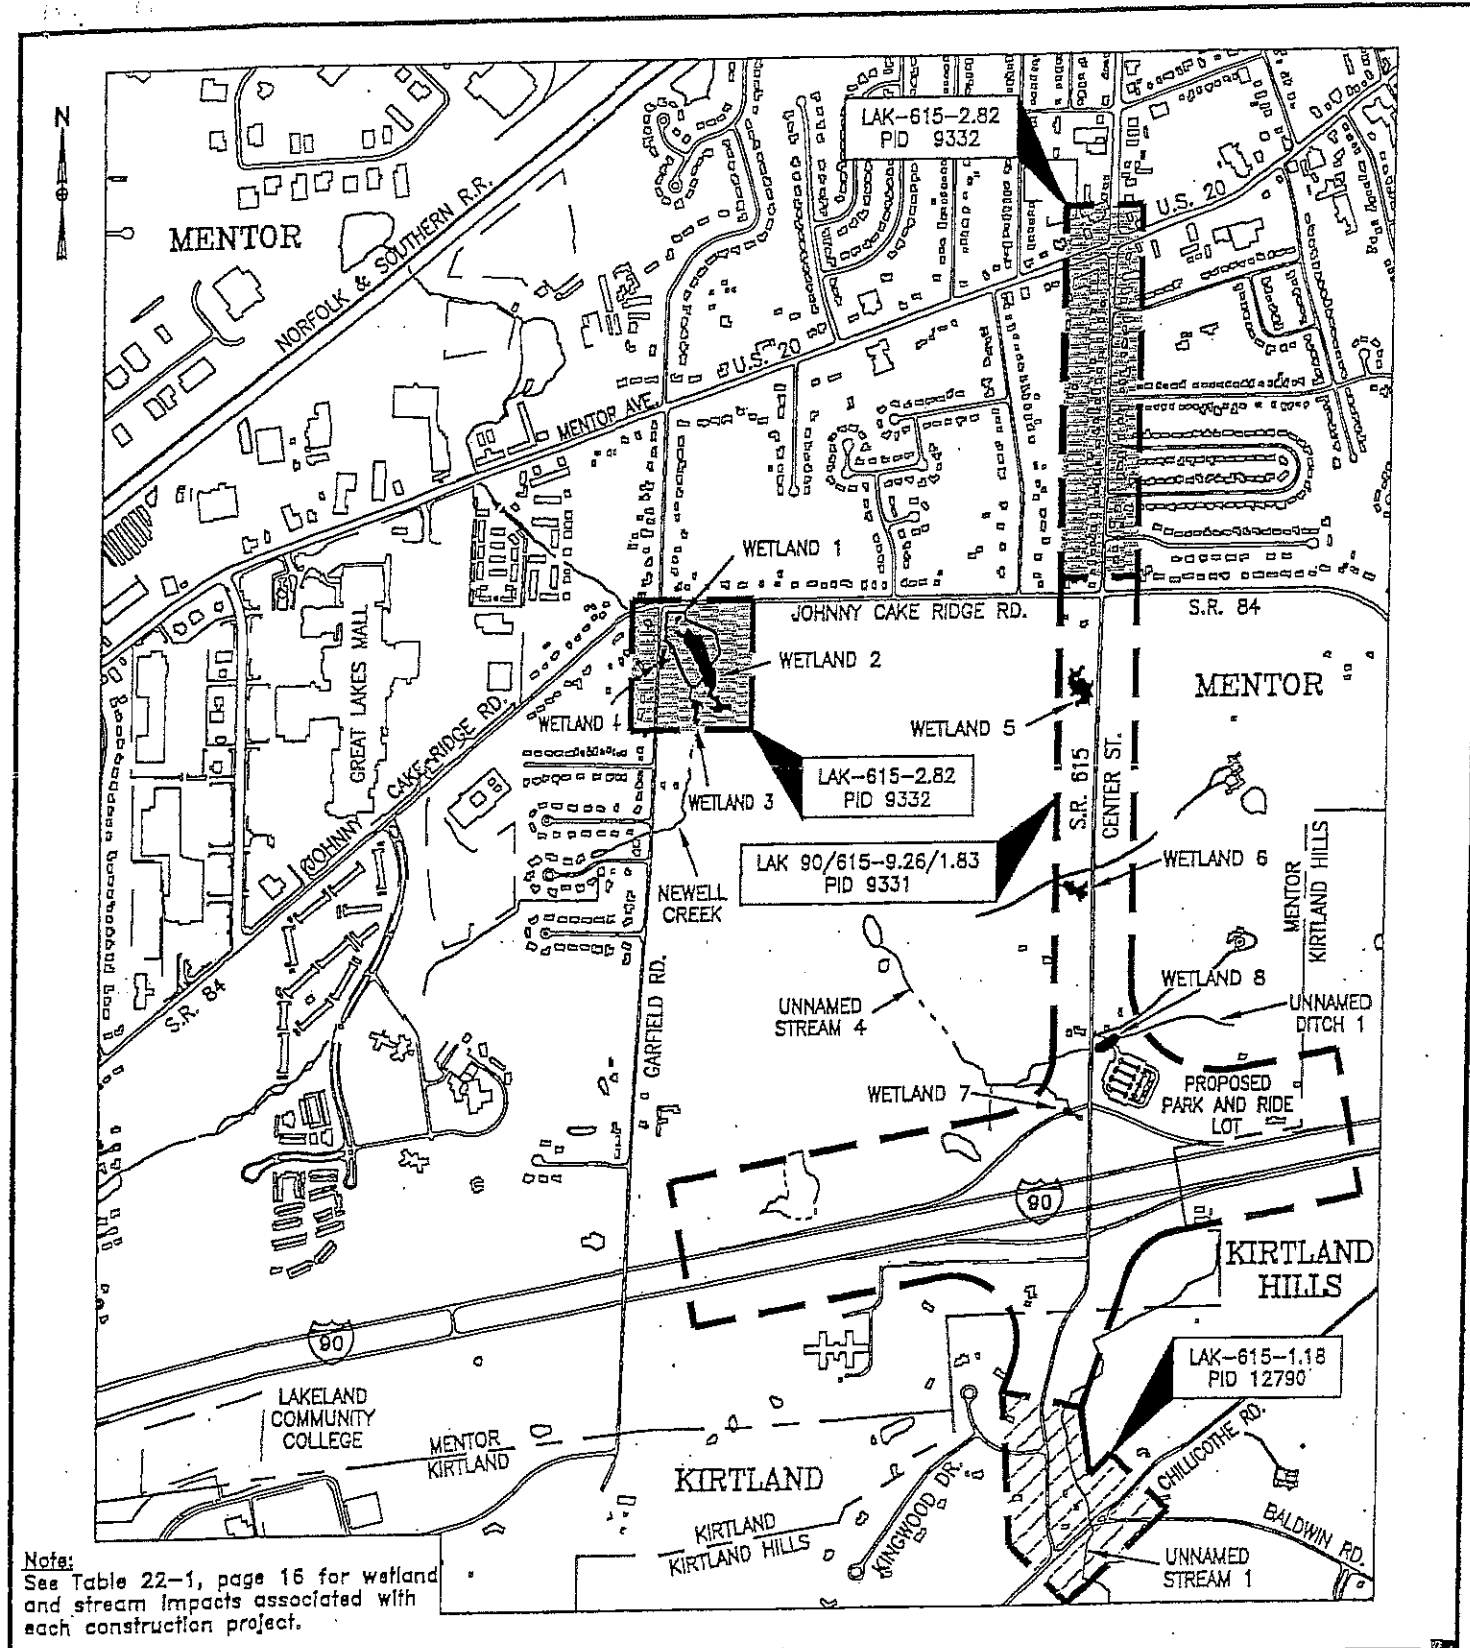 N
MENTOR
NORFOLK & SOUTHERN R.R.
LAK-615-2.82
PID 9332
U.S. 20
U.S. 20
MENTOR AVE.
WETLAND 1
JOHNNY CAKE RIDGE RD.
S.R. 84
WETLAND 2
MENTOR
GREAT LAKES MALL
WETLAND 4
WETLAND 5
JOHNNY CAKE RIDGE RD.
S.R. 615
CENTER ST.
LAK-615-2.82
PID 9332
WETLAND 3
LAK 90/615-9.26/1.83
PID 9331
WETLAND 6
NEWELL
CREEK
MENTOR
KIRTLAND HILLS
S.R. 84
GARFIELD RD.
UNNAMED
STREAM 4
WETLAND 8
UNNAMED
DITCH 1
WETLAND 7
PROPOSED
PARK AND RIDE
LOT
90
KIRTLAND
HILLS
90
LAK-615-1.18
PID 12790
LAKELAND
COMMUNITY
COLLEGE
MENTOR
KIRTLAND
KIRTLAND
KINGWOOD DR.
CHILLICOTHE RD.
BALDWIN RD.
KIRTLAND
KIRTLAND HILLS
UNNAMED
STREAM 1
Note:
See Table 22-1, page 16 for wetland
and stream impacts associated with
each construction project.